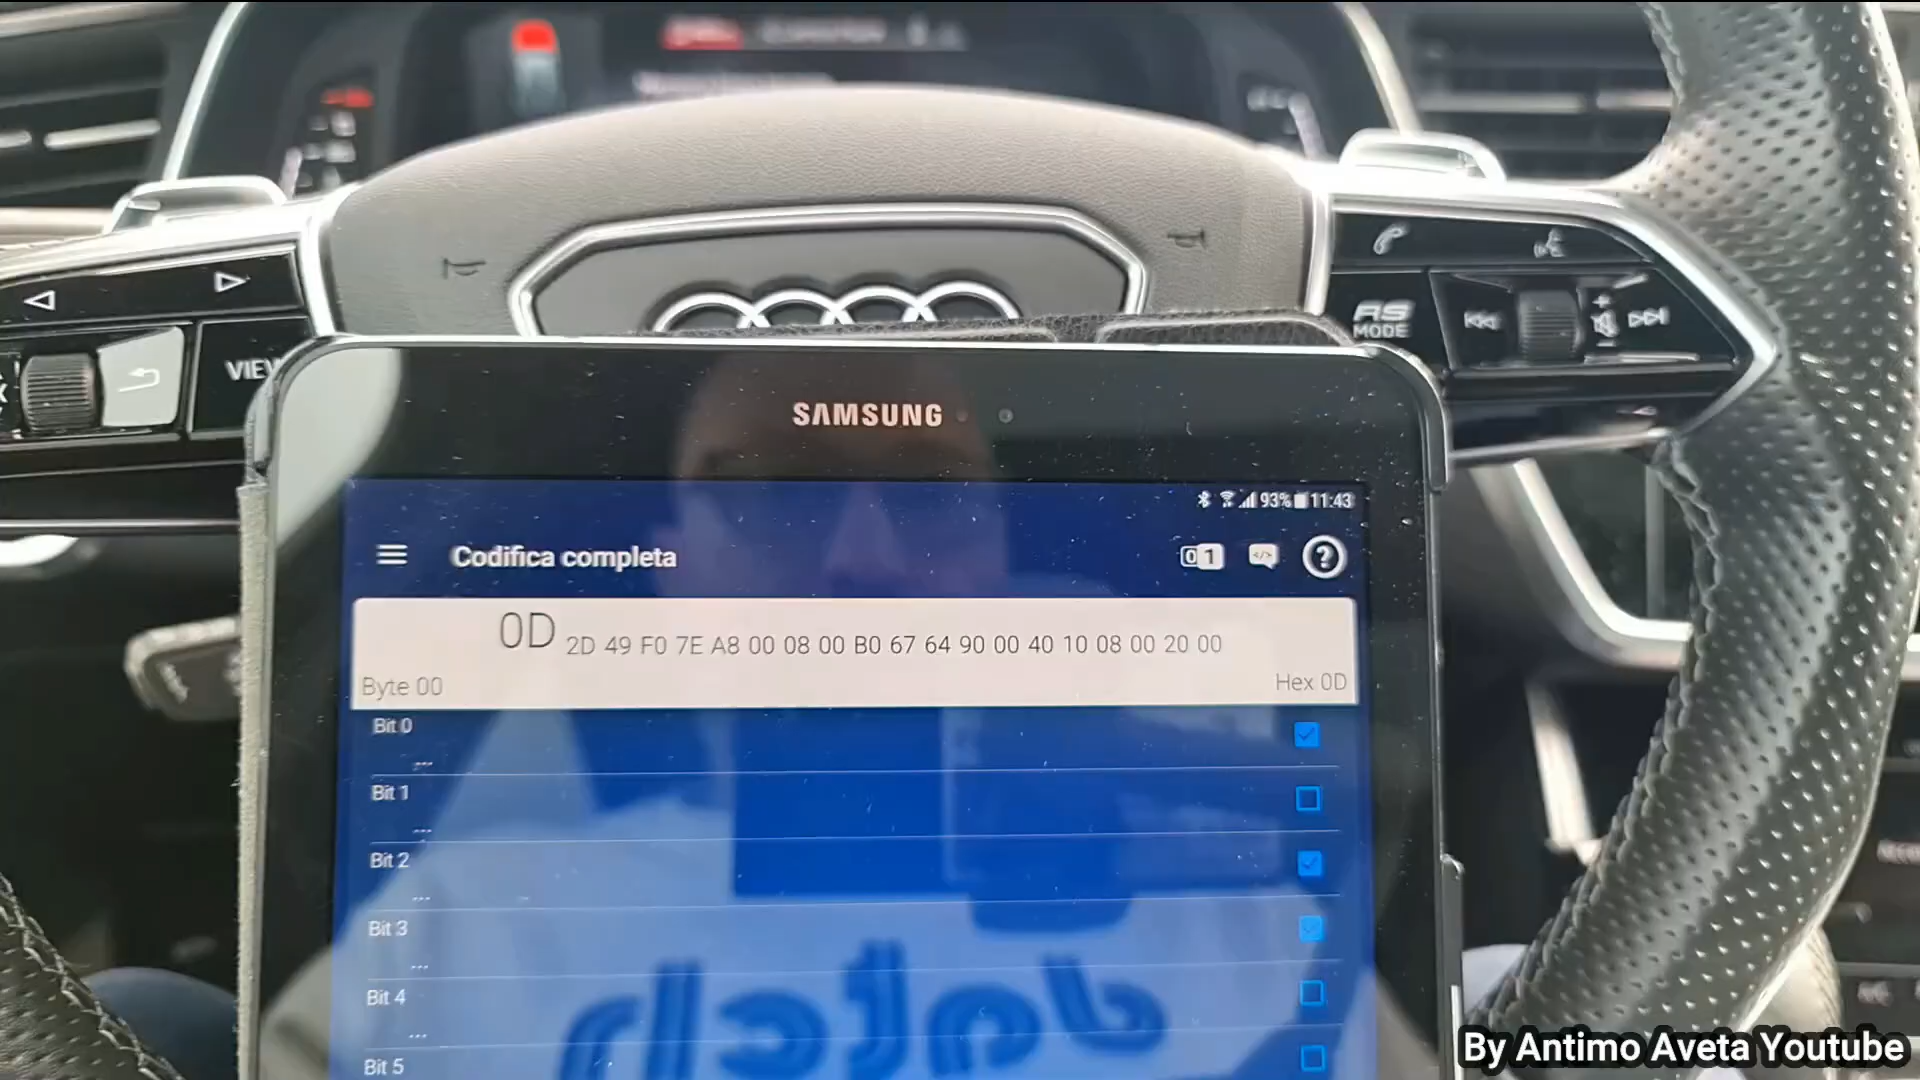 VIEW
RS
MODE
SAMSUNG
93% 11:43
Codifica completa
01
0D 2D 49 F0 7E A8 00 08 00 B0 67 64 90 00 40 10 08 00 20 00
Byte 00
Hex 0D
Bit 0
...
Bit 1
...
Bit 2
...
Bit 3
...
Bit 4
...
Bit 5
By Antimo Aveta Youtube